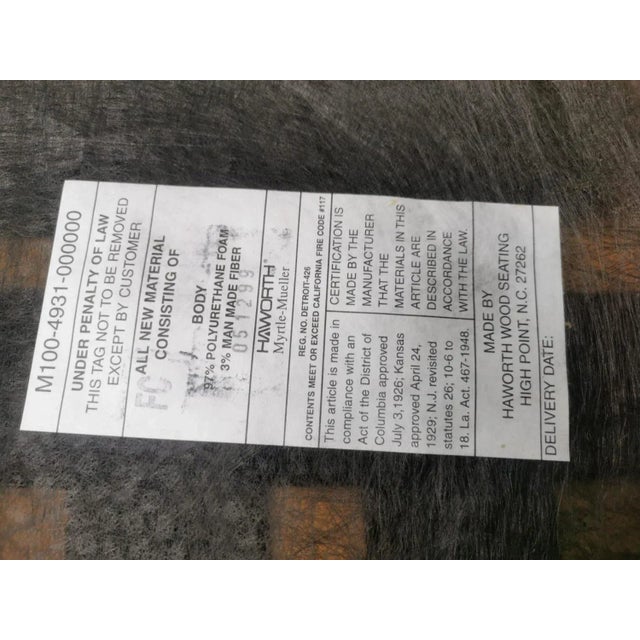 M100-4931-000000
UNDER PENALTY OF LAW
THIS TAG NOT TO BE REMOVED
EXCEPT BY CUSTOMER
ALL NEW MATERIAL
CONSISTING OF
FC
BODY
97% POLYURETHANE FOAM
3% MAN MADE FIBER
051299
HAWORTH®
Myrtle-Mueller
REG. NO. DETROIT-426
CONTENTS MEET OR EXCEED CALIFORNIA FIRE CODE #117
This article is made in
compliance with an
Act of the District of
Columbia approved
July 3,1926; Kansas
approved April 24,
1929; N.J. revisited
statutes 26; 10-6 to
18. La. Act. 467-1948.
CERTIFICATION IS
MADE BY THE
MANUFACTURER
THAT THE
MATERIALS IN THIS
ARTICLE ARE
DESCRIBED IN
ACCORDANCE
WITH THE LAW.
MADE BY
HAWORTH WOOD SEATING
HIGH POINT, N.C. 27262
DELIVERY DATE: